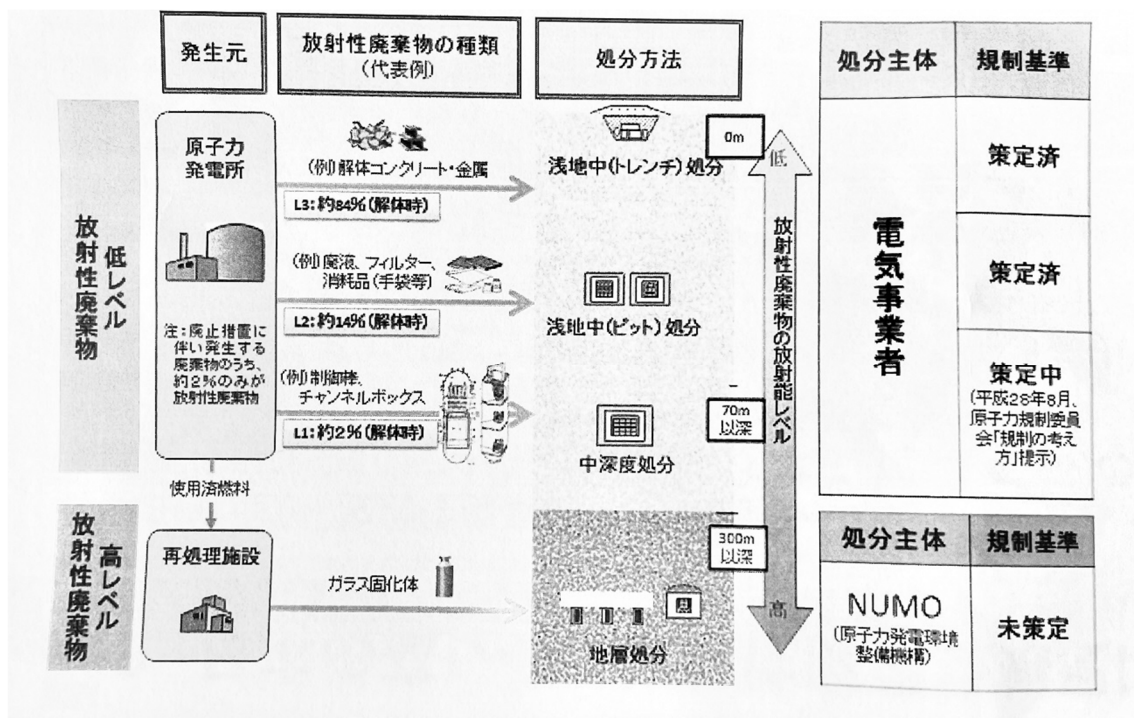 発生元
放射性廃棄物の種類
(代表例)
処分方法
処分主体
規制基準
低レベル
放射性廃棄物
原子力
発電所
注:廃止措置に
伴い発生する
廃棄物のうち、
約2%のみが
放射性廃棄物
(例)解体コンクリート・金属
L3:約84%(解体時)
(例)廃液、フィルター、
消耗品(手袋等)
L2:約14%(解体時)
(例)制御棒、
チャンネルボックス
L1:約2%(解体時)
浅地中(トレンチ)処分
浅地中(ピット)処分
中深度処分
0m
70m
以深
300m
以深
低
放射性廃棄物の放射能レベル
高
電気事業者
策定済
策定済
策定中
(平成28年8月、
原子力規制委員
会「規制の考え
方」提示)
使用済燃料
高レベル
放射性廃棄物
再処理施設
ガラス固化体
地層処分
処分主体
規制基準
NUMO
(原子力発電環境
整備機構)
未策定